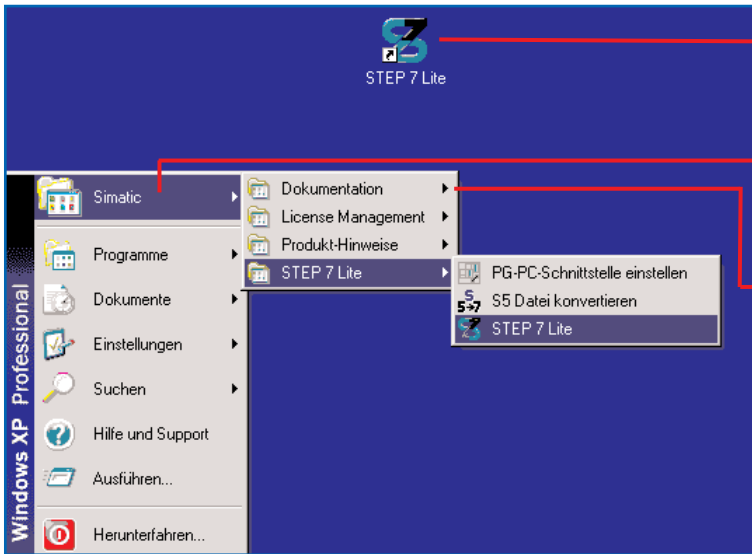 STEP 7 Lite
Windows XP Professional
Simatic
Programme
Dokumente
Einstellungen
Suchen
Hilfe und Support
Ausführen...
Herunterfahren...
Dokumentation
License Management
Produkt-Hinweise
STEP 7 Lite
PG-PC-Schnittstelle einstellen
S5 Datei konvertieren
STEP 7 Lite